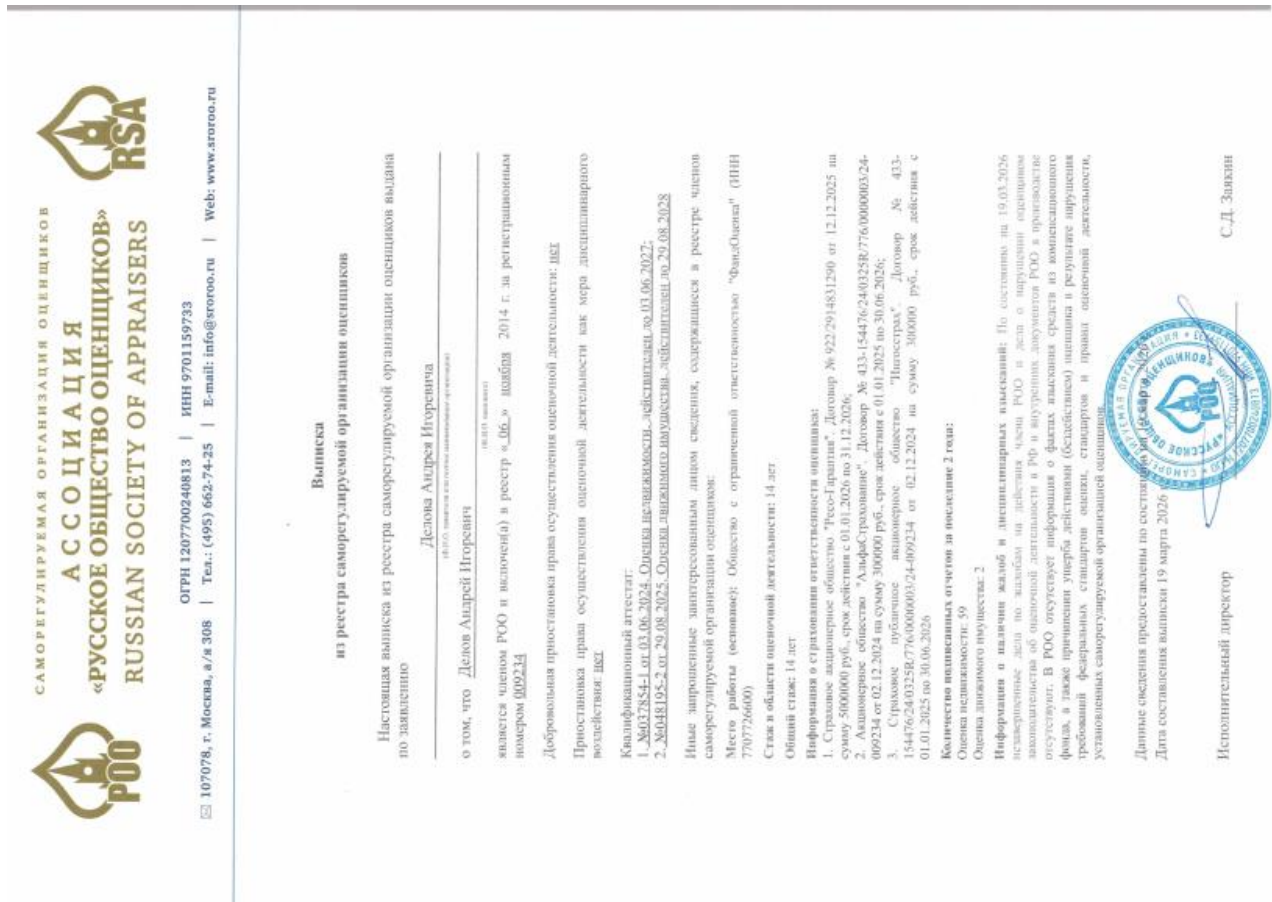 САМОРЕГУЛИРУЕМАЯ ОРГАНИЗАЦИЯ ОЦЕНЩИКОВ
АССОЦИАЦИЯ
«РУССКОЕ ОБЩЕСТВО ОЦЕНЩИКОВ»
RUSSIAN SOCIETY OF APPRAISERS
РОО
RSA
ОГРН 1207700240813 | ИНН 9701159733
107078, г. Москва, а/я 308 | Тел.: (495) 662-74-25 | E-mail: info@sroroo.ru | Web: www.sroroo.ru
Выписка
из реестра саморегулируемой организации оценщиков
Настоящая выписка из реестра саморегулируемой организации оценщиков выдана
по заявлению
Делова Андрея Игоревича
о том, что Делов Андрей Игоревич
(Ф.И.О. оценщика)
является членом РОО и включен(а) в реестр «06» ноября 2014 г. за регистрационным
номером 009234
Добровольная приостановка права осуществления оценочной деятельности: нет
Приостановка права осуществления оценочной деятельности как мера дисциплинарного
воздействия: нет
Квалификационный аттестат:
1. №037854-1 от 03.06.2024, Оценка недвижимости, действителен до 03.06.2027;
2. №048195-2 от 29.08.2025, Оценка движимого имущества, действителен до 29.08.2028
Иные запрошенные заинтересованным лицом сведения, содержащиеся в реестре членов
саморегулируемой организации оценщиков:
Место работы (основное): Общество с ограниченной ответственностью "ФандОценка" (ИНН
7707726600)
Стаж в области оценочной деятельности: 14 лет
Общий стаж: 14 лет
Информация о страховании ответственности оценщика:
1. Страховое акционерное общество "Ресо-Гарантия", Договор № 922/2914831290 от 12.12.2025 на
сумму 5000000 руб., срок действия с 01.01.2026 по 31.12.2026;
2. Акционерное общество "АльфаСтрахование", Договор № 433-154476/24/0325R/776/0000003/24-
009234 от 02.12.2024 на сумму 300000 руб., срок действия с 01.01.2025 по 30.06.2026;
3. Страховое публичное акционерное общество "Ингосстрах", Договор № 433-
154476/24/0325R/776/0000003/24-009234 от 02.12.2024 на сумму 300000 руб., срок действия с
01.01.2025 по 30.06.2026
Количество подписанных отчетов за последние 2 года:
Оценка недвижимости: 59
Оценка движимого имущества: 2
Информация о наличии жалоб и дисциплинарных взысканий: По состоянию на 19.03.2026
незавершенные дела по жалобам на действия члена РОО и дела о нарушении оценщиком
законодательства об оценочной деятельности в РФ и внутренних документов РОО в производстве
отсутствуют. В РОО отсутствует информация о фактах взыскания средств из компенсационного
фонда, а также причинении ущерба действиями (бездействием) оценщика в результате нарушения
требований федеральных стандартов оценки, стандартов и правил оценочной деятельности,
установленных саморегулируемой организацией оценщиков
Данные сведения предоставлены по состоянию на
Дата составления выписки 19 марта 2026
Исполнительный директор С.Д. Заякин
РОО